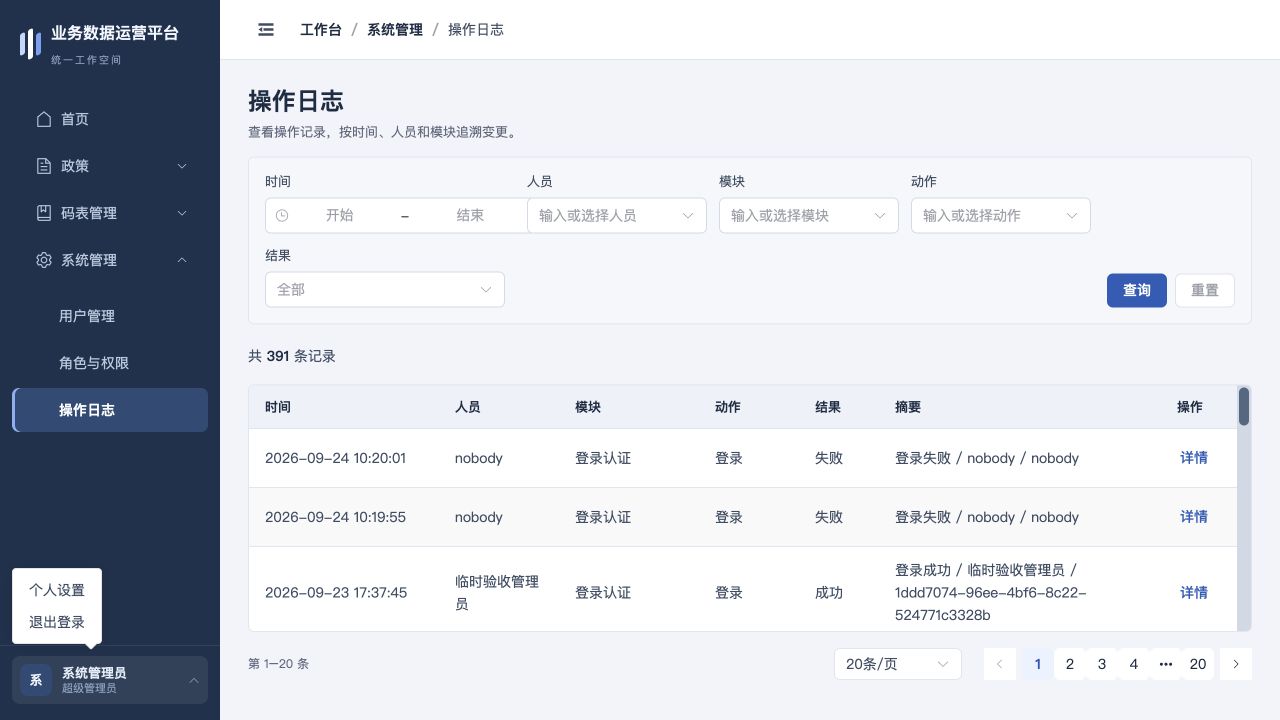 业务数据运营平台
统一工作空间
首页
政策
码表管理
系统管理
用户管理
角色与权限
操作日志
个人设置
退出登录
系
系统管理员
超级管理员
工作台 / 系统管理 / 操作日志
操作日志
查看操作记录，按时间、人员和模块追溯变更。
时间 人员 模块 动作
开始 – 结束 输入或选择人员 输入或选择模块 输入或选择动作
结果
全部 查询 重置
共 391 条记录
时间 人员 模块 动作 结果 摘要 操作
2026-09-24 10:20:01 nobody 登录认证 登录 失败 登录失败 / nobody / nobody 详情
2026-09-24 10:19:55 nobody 登录认证 登录 失败 登录失败 / nobody / nobody 详情
2026-09-23 17:37:45 临时验收管理员 登录认证 登录 成功 登录成功 / 临时验收管理员 /
1ddd7074-96ee-4bf6-8c22-
524771c3328b 详情
第 1—20 条 20条/页 1 2 3 4 ••• 20